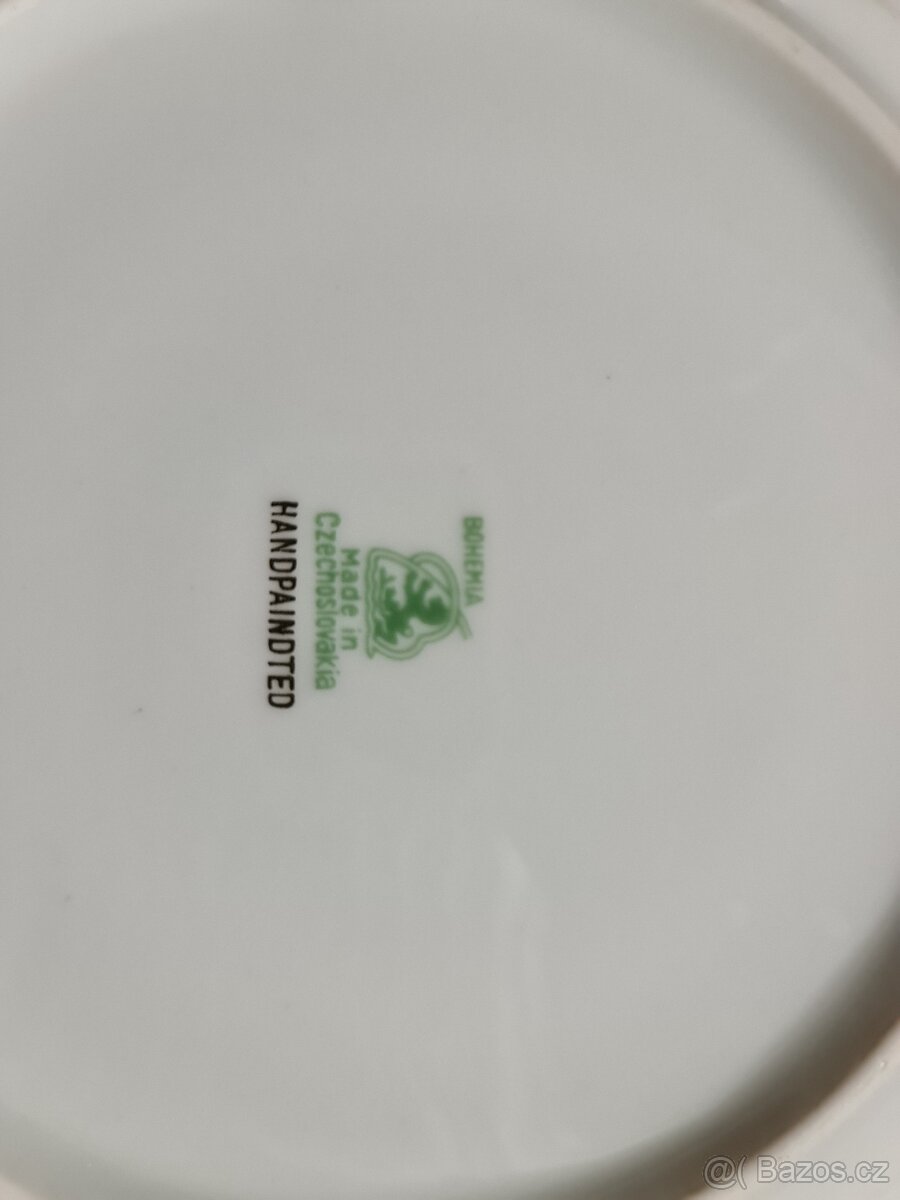 BOHEMIA
Made in
Czechoslovakia
HANDPAINDTED
@( Bazos.cz